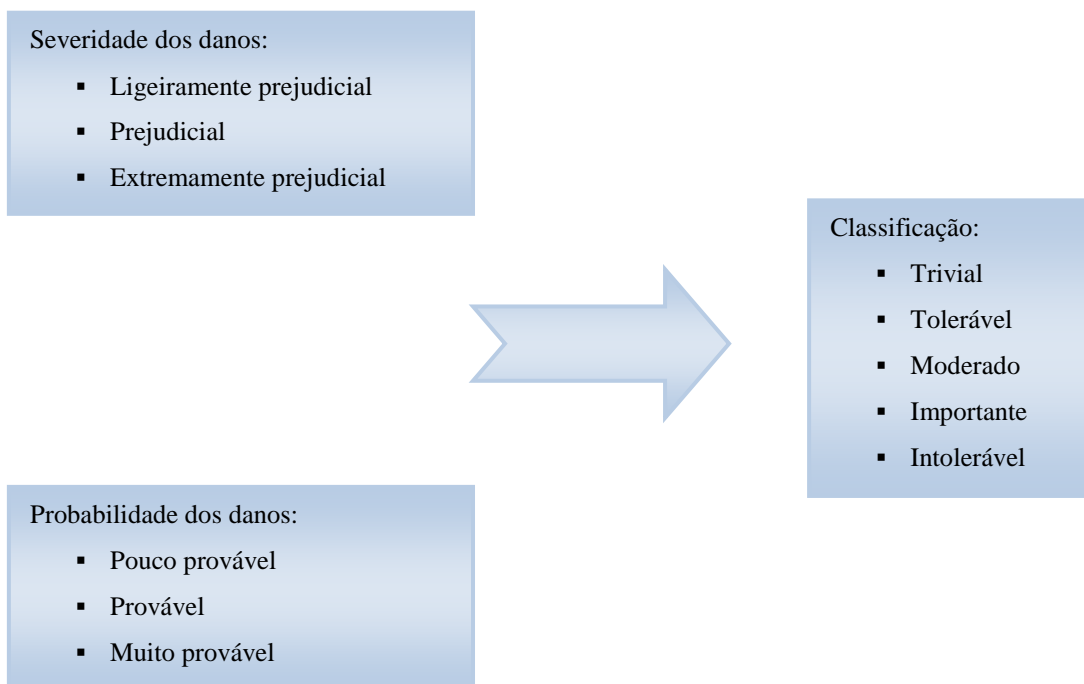 Severidade dos danos:
▪ Ligeiramente prejudicial
▪ Prejudicial
▪ Extremamente prejudicial
Probabilidade dos danos:
▪ Pouco provável
▪ Provável
▪ Muito provável
Classificação:
▪ Trivial
▪ Tolerável
▪ Moderado
▪ Importante
▪ Intolerável